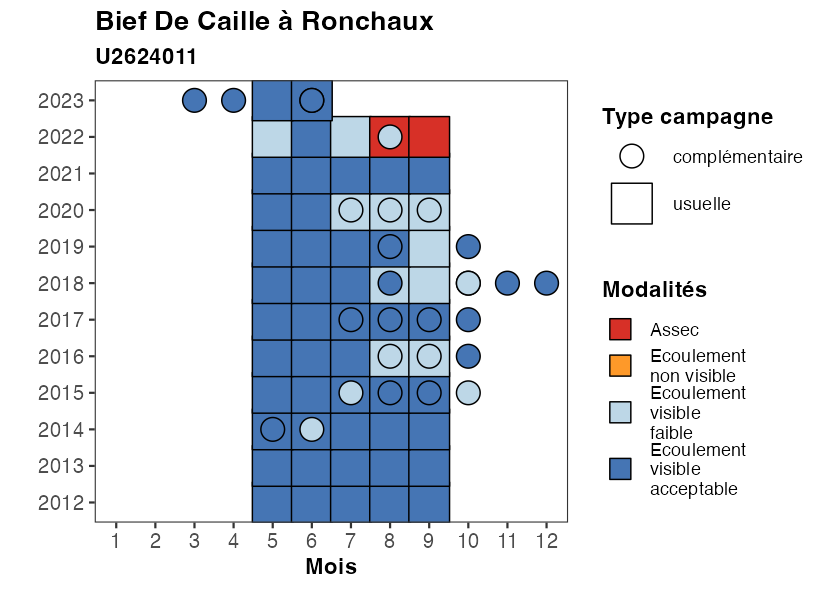 Bief De Caille à Ronchaux
U2624011
2023
2022
2021
2020
2019
2018
2017
2016
2015
2014
2013
2012
1 2 3 4 5 6 7 8 9 10 11 12
Mois
Type campagne
complémentaire
usuelle
Modalités
Assec
Ecoulement
non visible
Ecoulement
visible
faible
Ecoulement
visible
acceptable